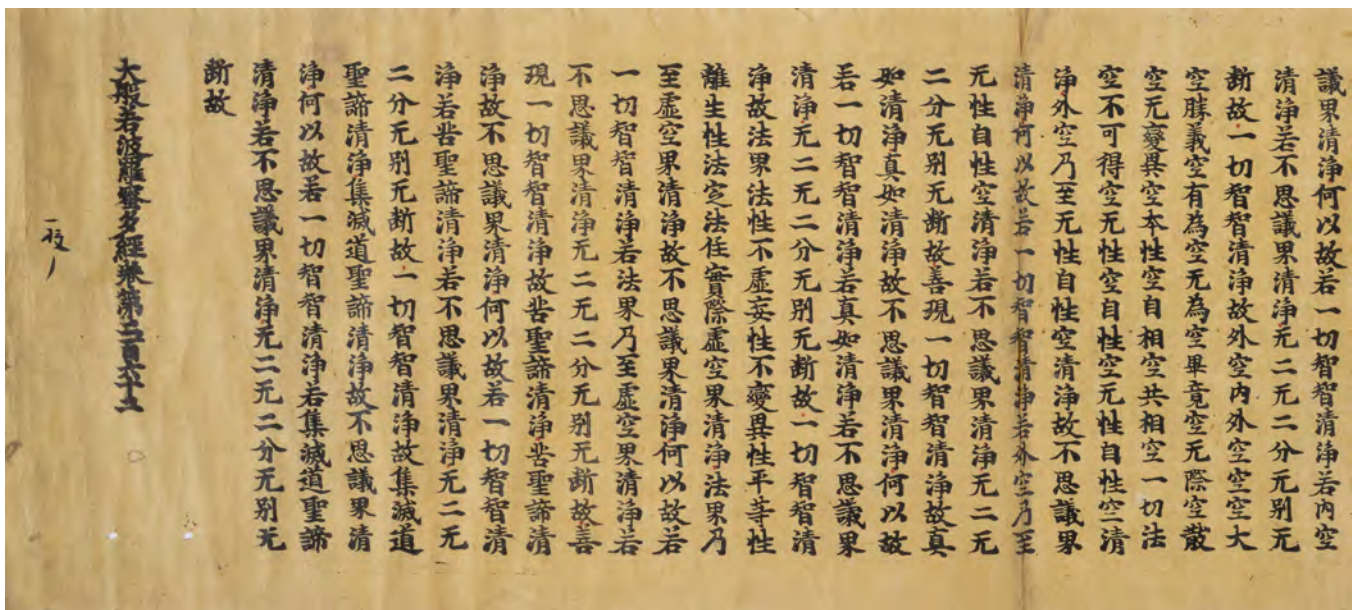 議界清淨何以故若一切智智清淨若內空
清淨若不思議界清淨无二无二分无別无
斷故一切智智清淨故外空內外空空空大
空勝義空有為空无為空畢竟空无際空散
空无變異空本性空自相空共相空一切法
空不可得空无性空自性空无性自性空清
淨外空乃至无性自性空清淨故不思議界
清淨何以故若一切智智清淨若外空乃至
无性自性空清淨若不思議界清淨无二无
二分无別无斷故善現一切智智清淨故真
如清淨真如清淨故不思議界清淨何以故
若一切智智清淨若真如清淨若不思議界
清淨无二无二分无別无斷故一切智智清
淨故法界法性不虛妄性不變異性平等性
離生性法定法住實際虛空界清淨法界乃
至虛空界清淨故不思議界清淨何以故若
一切智智清淨若法界乃至虛空界清淨若
不思議界清淨无二无二分无別无斷故善
現一切智智清淨故苦聖諦清淨苦聖諦清
淨故不思議界清淨何以故若一切智智清
淨若苦聖諦清淨若不思議界清淨无二无
二分无別无斷故一切智智清淨故集滅道
聖諦清淨集滅道聖諦清淨故不思議界清
淨何以故若一切智智清淨若集滅道聖諦
清淨若不思議界清淨无二无二分无別无
斷故
大般若波羅蜜多經卷第二百六十五
一校